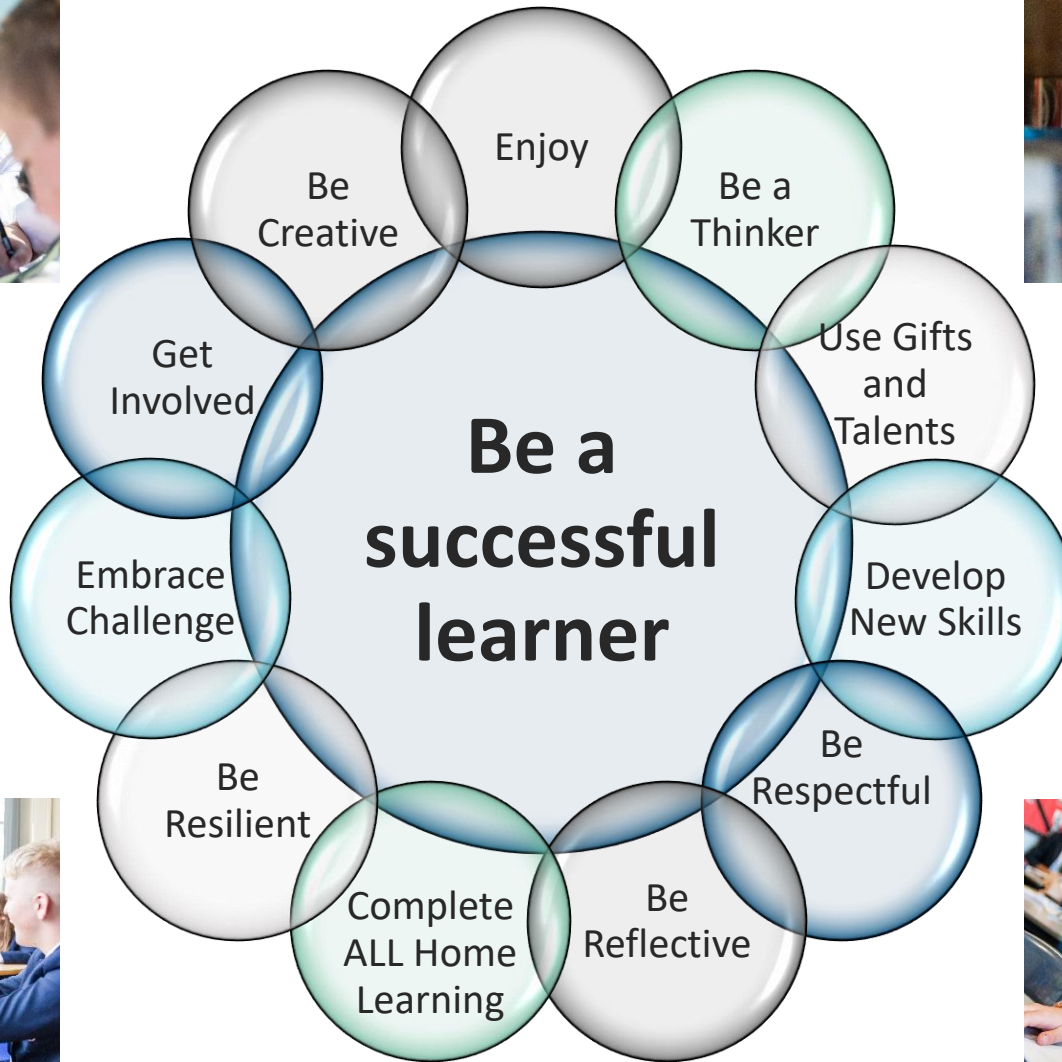 Enjoy
Be a
Thinker
Use Gifts
and
Talents
Develop
New Skills
Be
Respectful
Be
Reflective
Complete
ALL Home
Learning
Be
Resilient
Embrace
Challenge
Get
Involved
Be
Creative
Be a
successful
learner